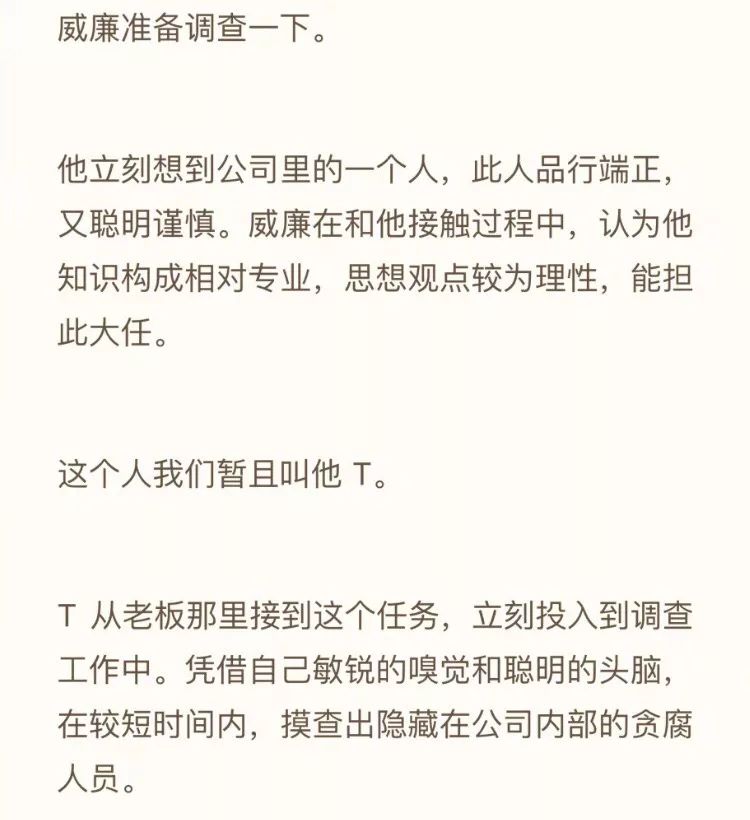 威廉准备调查一下。
他立刻想到公司里的一个人，此人品行端正，
又聪明谨慎。威廉在和他接触过程中，认为他
知识构成相对专业，思想观点较为理性，能担
此大任。
这个人我们暂且叫他 T。
T 从老板那里接到这个任务，立刻投入到调查
工作中。凭借自己敏锐的嗅觉和聪明的头脑，
在较短时间内，摸查出隐藏在公司内部的贪腐
人员。